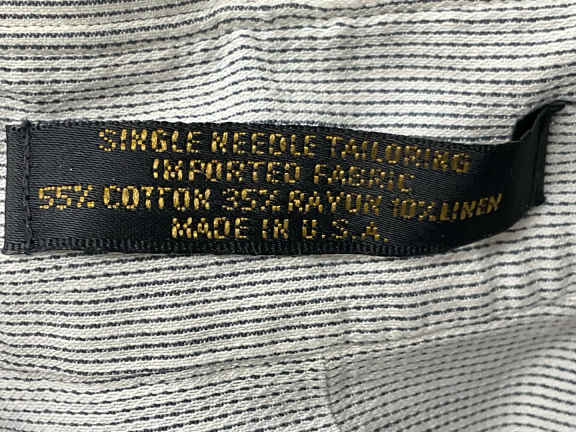 SINGLE NEEDLE TAILORING
IMPORTED FABRIC
55% COTTON 35% RAYON 10% LINEN
MADE IN U.S.A